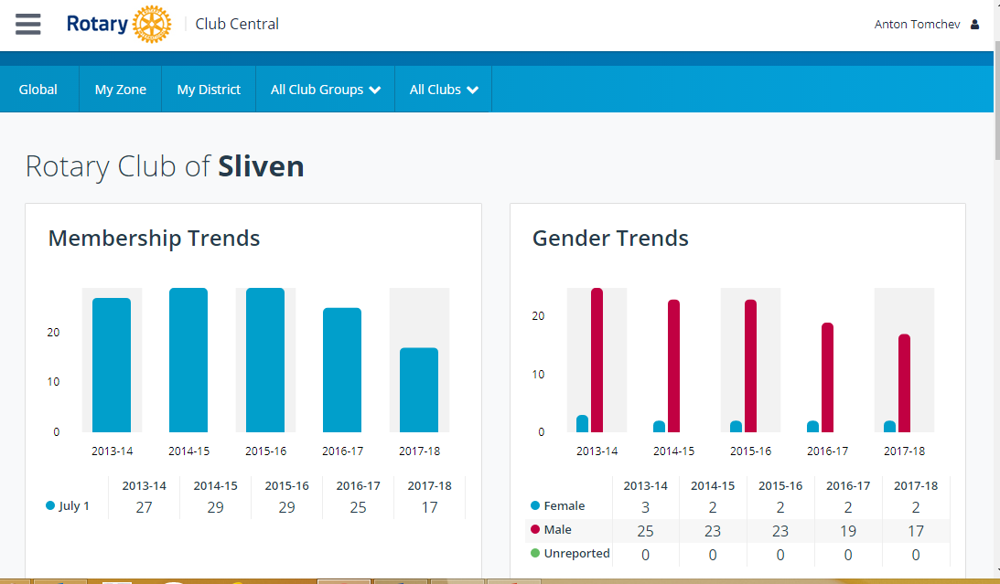 Rotary Club Central Anton Tomchev
Global My Zone My District All Club Groups All Clubs
Rotary Club of Sliven
Membership Trends
20
10
0
2013-14 2014-15 2015-16 2016-17 2017-18
2013-14 2014-15 2015-16 2016-17 2017-18
July 1 27 29 29 25 17
Gender Trends
20
10
0
2013-14 2014-15 2015-16 2016-17 2017-18
2013-14 2014-15 2015-16 2016-17 2017-18
Female 3 2 2 2 2
Male 25 23 23 19 17
Unreported 0 0 0 0 0